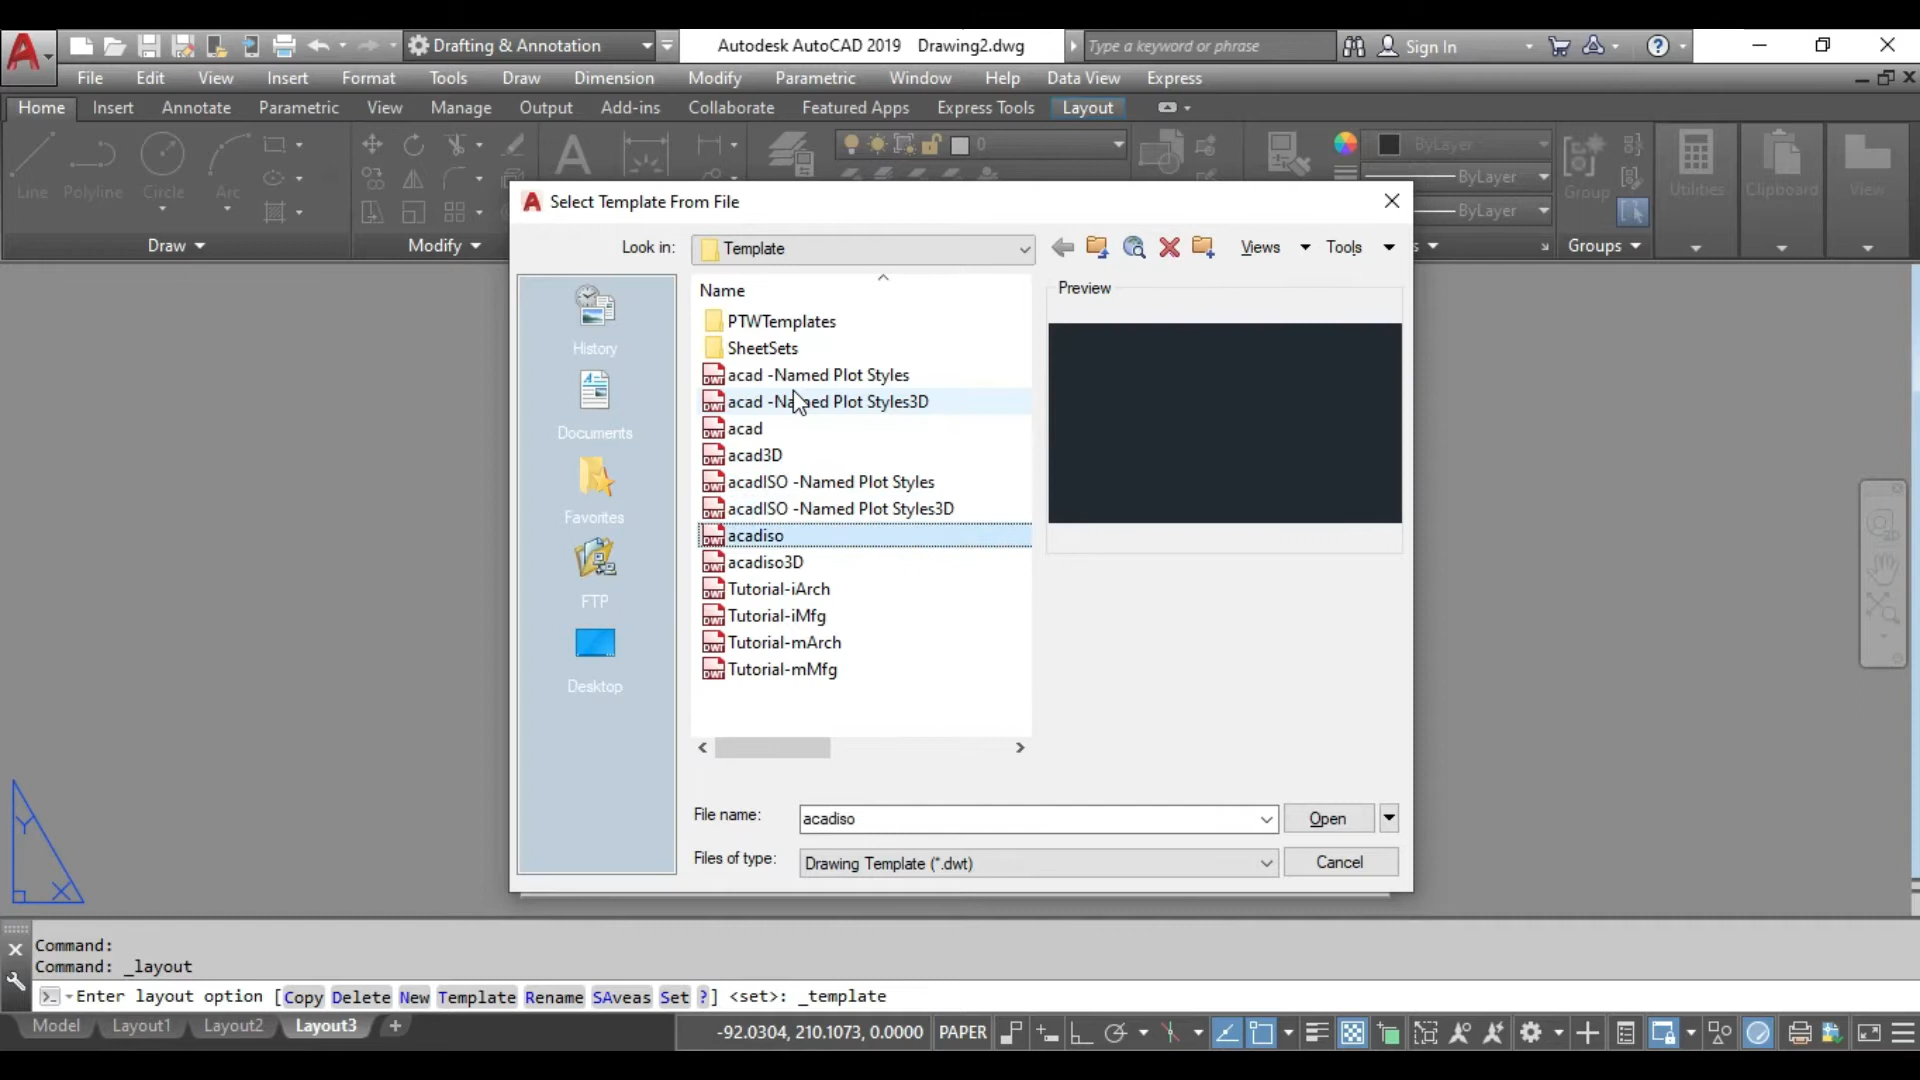 Drafting & Annotation
Autodesk AutoCAD 2019 Drawing2.dwg
Type a keyword or phrase
Sign In
File Edit View Insert Format Tools Draw Dimension Modify Parametric Window Help Data View Express
Home Insert Annotate Parametric View Manage Output Add-ins Collaborate Featured Apps Express Tools Layout
0
ByLayer
Line Polyline Circle Arc
ByLayer
Group Utilities Clipboard View
ByLayer
Draw Modify Groups
Select Template From File
Look in: Template Views Tools
Name
Preview
PTWTemplates
SheetSets
acad -Named Plot Styles
acad -Named Plot Styles3D
acad
acad3D
acadISO -Named Plot Styles
acadISO -Named Plot Styles3D
acadiso
acadiso3D
Tutorial-iArch
Tutorial-iMfg
Tutorial-mArch
Tutorial-mMfg
History
Documents
Favorites
FTP
Desktop
File name: acadiso Open
Files of type: Drawing Template (*.dwt) Cancel
Y
X
Command:
Command: _layout
Enter layout option [Copy Delete New Template Rename SAveas Set ?] <set>: _template
Model Layout1 Layout2 Layout3 +
-92.0304, 210.1073, 0.0000 PAPER